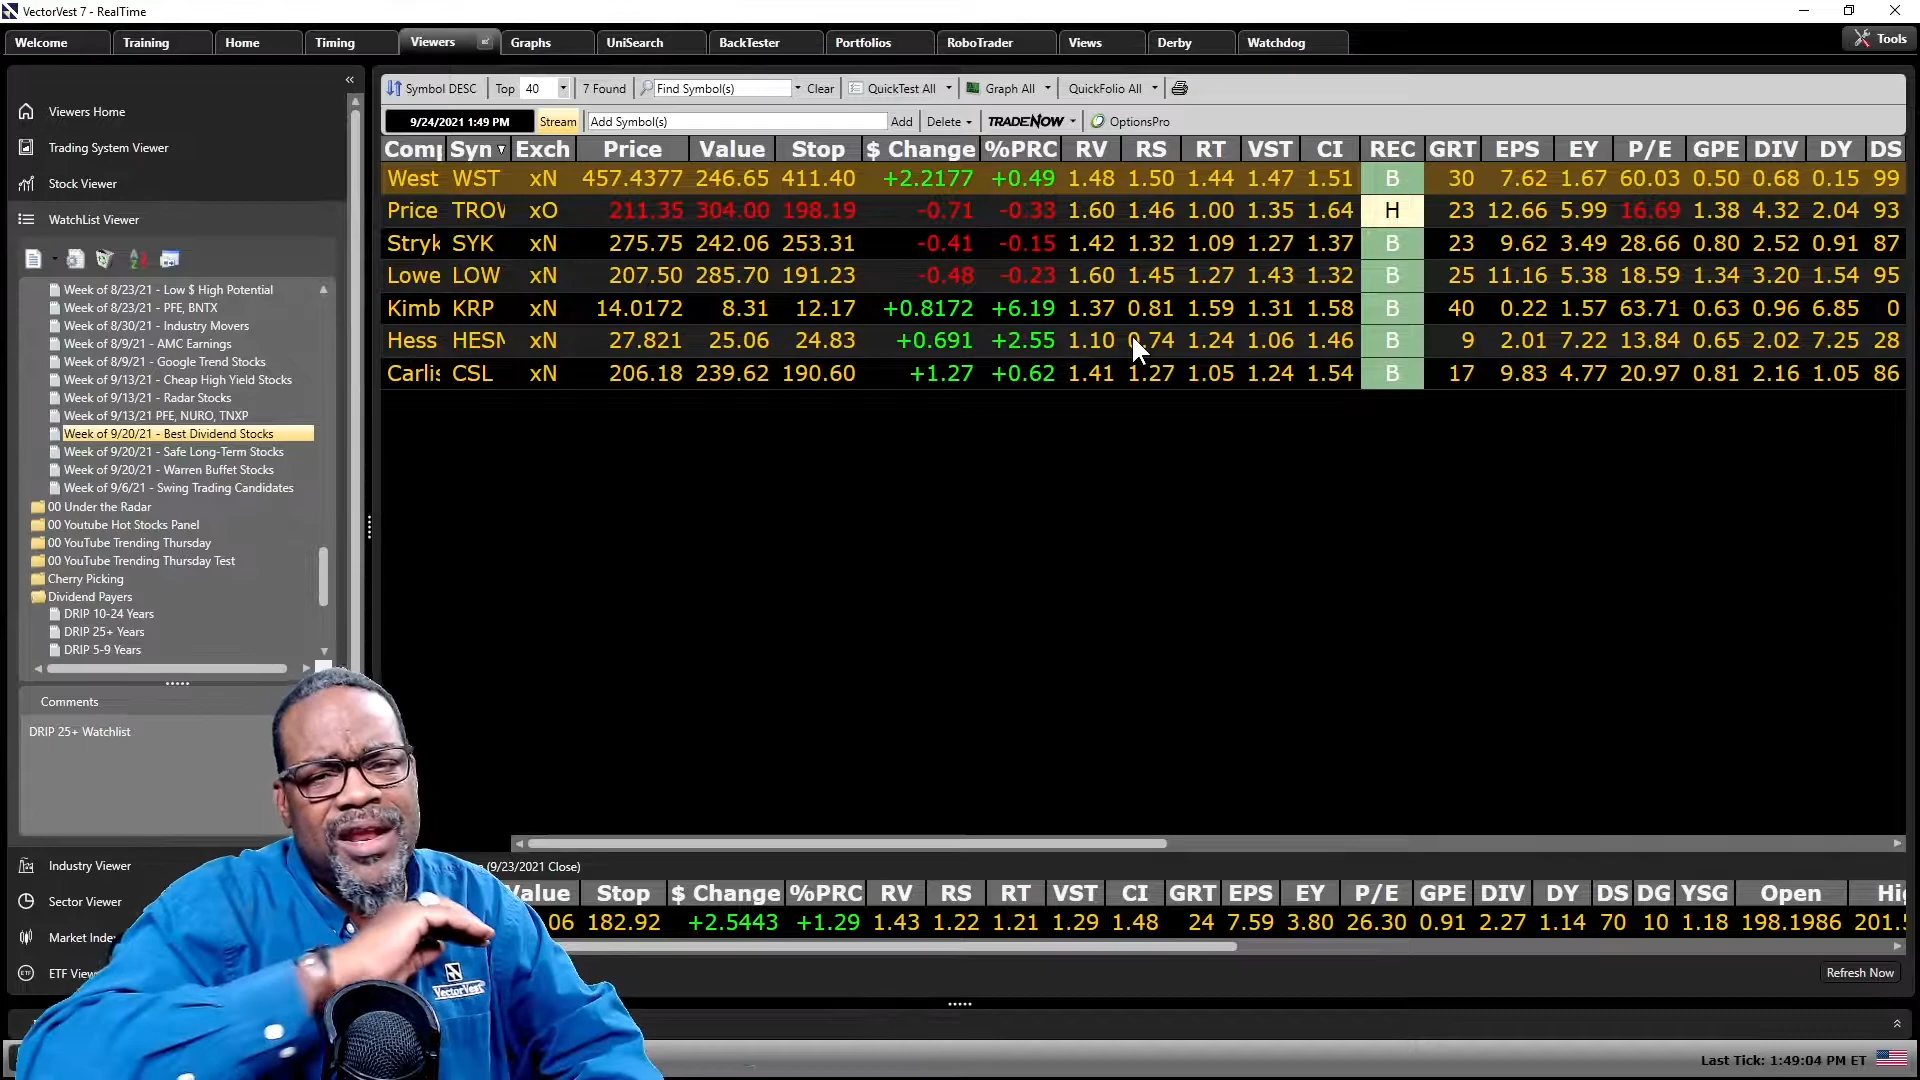 VectorVest 7 - RealTime
Welcome Training Home Timing Viewers Graphs UniSearch BackTester Portfolios RoboTrader Views Derby Watchdog Tools
Symbol DESC Top 40 7 Found Find Symbol(s) Clear QuickTest All Graph All QuickFolio All
9/24/2021 1:49 PM Stream Add Symbol(s) Add Delete TRADENOW OptionsPro
Comp Syn Exch Price Value Stop $ Change %PRC RV RS RT VST CI REC GRT EPS EY P/E GPE DIV DY DS
West WST xN 457.4377 246.65 411.40 +2.2177 +0.49 1.48 1.50 1.44 1.47 1.51 B 30 7.62 1.67 60.03 0.50 0.68 0.15 99
Price TROW xO 211.35 304.00 198.19 -0.71 -0.33 1.60 1.46 1.00 1.35 1.64 H 23 12.66 5.99 16.69 1.38 4.32 2.04 93
Stryk SYK xN 275.75 242.06 253.31 -0.41 -0.15 1.42 1.32 1.09 1.27 1.37 B 23 9.62 3.49 28.66 0.80 2.52 0.91 87
Lowe LOW xN 207.50 285.70 191.23 -0.48 -0.23 1.60 1.45 1.27 1.43 1.32 B 25 11.16 5.38 18.59 1.34 3.20 1.54 95
Kimb KRP xN 14.0172 8.31 12.17 +0.8172 +6.19 1.37 0.81 1.59 1.31 1.58 B 40 0.22 1.57 63.71 0.63 0.96 6.85 0
Hess HESM xN 27.821 25.06 24.83 +0.691 +2.55 1.10 0.74 1.24 1.06 1.46 B 9 2.01 7.22 13.84 0.65 2.02 7.25 28
Carlis CSL xN 206.18 239.62 190.60 +1.27 +0.62 1.41 1.27 1.05 1.24 1.54 B 17 9.83 4.77 20.97 0.81 2.16 1.05 86
Viewers Home
Trading System Viewer
Stock Viewer
WatchList Viewer
Week of 8/23/21 - Low $ High Potential
Week of 8/23/21 - PFE, BNTX
Week of 8/30/21 - Industry Movers
Week of 8/9/21 - AMC Earnings
Week of 8/9/21 - Google Trend Stocks
Week of 9/13/21 - Cheap High Yield Stocks
Week of 9/13/21 - Radar Stocks
Week of 9/13/21 PFE, NURO, TNXP
Week of 9/20/21 - Best Dividend Stocks
Week of 9/20/21 - Safe Long-Term Stocks
Week of 9/20/21 - Warren Buffet Stocks
Week of 9/6/21 - Swing Trading Candidates
00 Under the Radar
00 Youtube Hot Stocks Panel
00 YouTube Trending Thursday
00 YouTube Trending Thursday Test
Cherry Picking
Dividend Payers
DRIP 10-24 Years
DRIP 25+ Years
DRIP 5-9 Years
Comments
DRIP 25+ Watchlist
Industry Viewer
Sector Viewer
Market Inde
ETF View
(9/23/2021 Close)
Value Stop $ Change %PRC RV RS RT VST CI GRT EPS EY P/E GPE DIV DY DS DG YSG Open Hi
06 182.92 +2.5443 +1.29 1.43 1.22 1.21 1.29 1.48 24 7.59 3.80 26.30 0.91 2.27 1.14 70 10 1.18 198.1986 201.5
Refresh Now
VectorVest
Last Tick: 1:49:04 PM ET